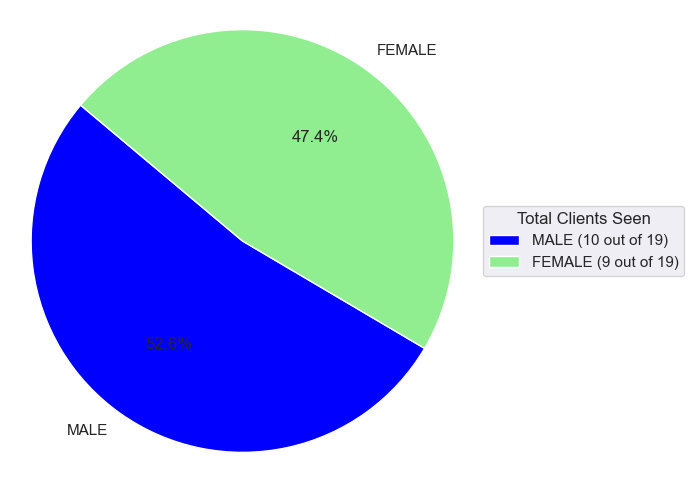 FEMALE
47.4%
Total Clients Seen
MALE (10 out of 19)
FEMALE (9 out of 19)
52.6%
MALE